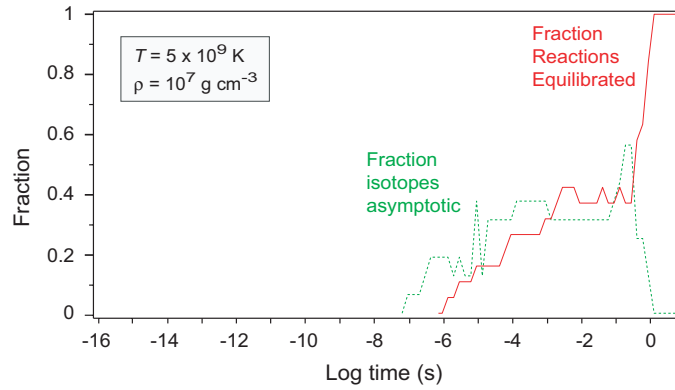 1
0.8
0.6
0.4
0.2
0
Fraction
T = 5 x 10⁹ K
ρ = 10⁷ g cm⁻³
Fraction
Reactions
Equilibrated
Fraction
isotopes
asymptotic
-16 -14 -12 -10 -8 -6 -4 -2 0
Log time (s)